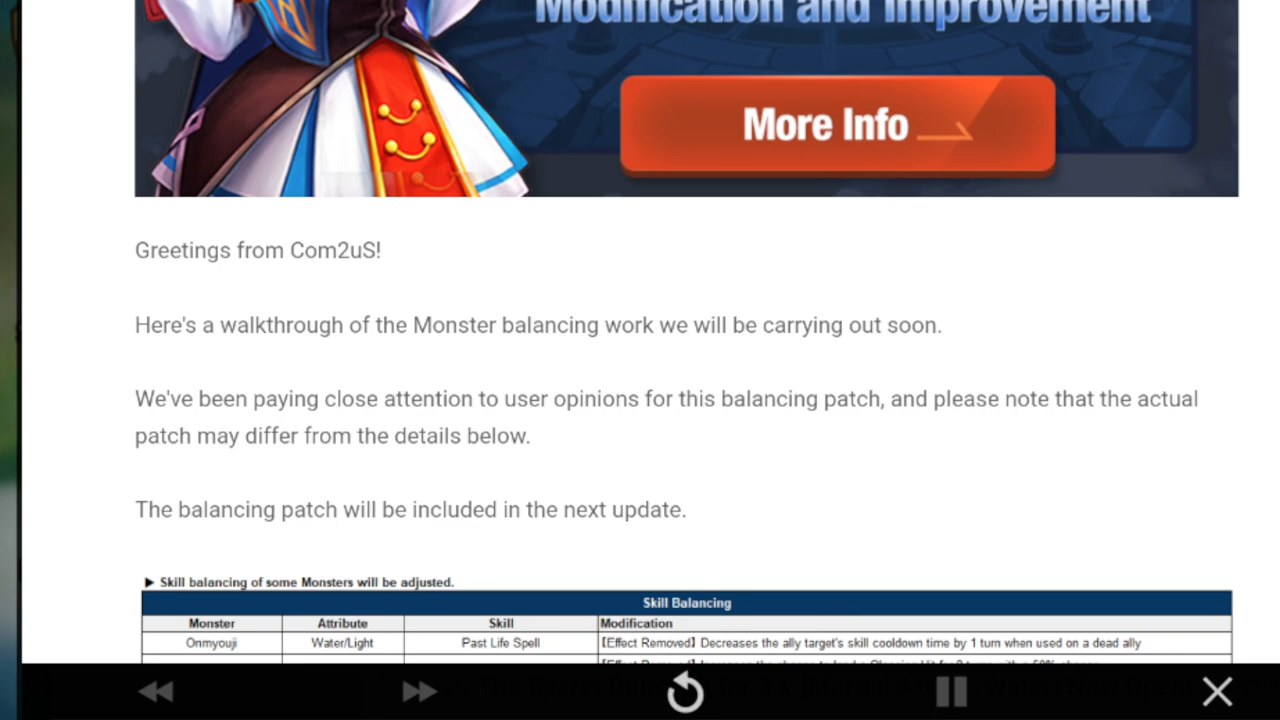 Modification and Improvement
More Info
Greetings from Com2uS!
Here's a walkthrough of the Monster balancing work we will be carrying out soon.
We've been paying close attention to user opinions for this balancing patch, and please note that the actual
patch may differ from the details below.
The balancing patch will be included in the next update.
▶ Skill balancing of some Monsters will be adjusted.
Skill Balancing
Monster Attribute Skill Modification
Onmyouji Water/Light Past Life Spell [Effect Removed] Decreases the ally target's skill cooldown time by 1 turn when used on a dead ally